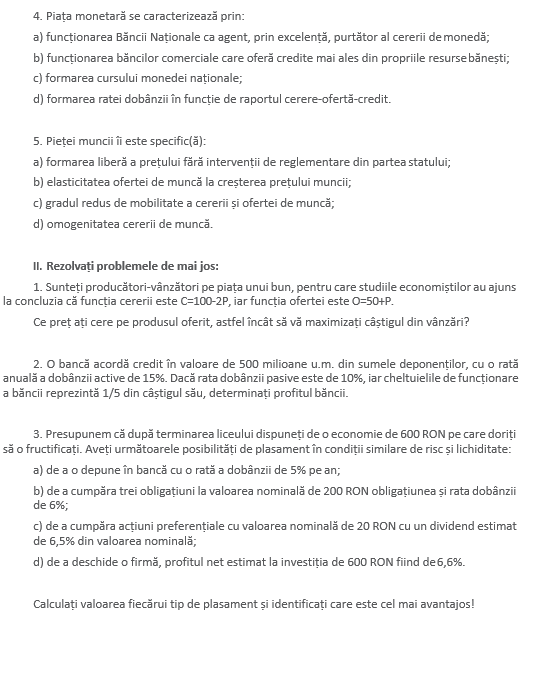 4. Piața monetară se caracterizează prin:
a) funcționarea Băncii Naționale ca agent, prin excelență, purtător al cererii de monedă;
b) funcționarea băncilor comerciale care oferă credite mai ales din propriile resurse bănești;
c) formarea cursului monedei naționale;
d) formarea ratei dobânzii în funcție de raportul cerere-ofertă-credit.
5. Pieței muncii îi este specific(ă):
a) formarea liberă a prețului fără intervenții de reglementare din partea statului;
b) elasticitatea ofertei de muncă la creșterea prețului muncii;
c) gradul redus de mobilitate a cererii și ofertei de muncă;
d) omogenitatea cererii de muncă.
II. Rezolvați problemele de mai jos:
1. Sunteți producători-vânzători pe piața unui bun, pentru care studiile economiștilor au ajuns
la concluzia că funcția cererii este C=100-2P, iar funcția ofertei este O=50+P.
Ce preț ați cere pe produsul oferit, astfel încât să vă maximizați câștigul din vânzări?
2. O bancă acordă credit în valoare de 500 milioane u.m. din sumele deponenților, cu o rată
anuală a dobânzii active de 15%. Dacă rata dobânzii pasive este de 10%, iar cheltuielile de funcționare
a băncii reprezintă 1/5 din câștigul său, determinați profitul băncii.
3. Presupunem că după terminarea liceului dispuneți de o economie de 600 RON pe care doriți
să o fructificați. Aveți următoarele posibilități de plasament în condiții similare de risc și lichiditate:
a) de a o depune în bancă cu o rată a dobânzii de 5% pe an;
b) de a cumpăra trei obligațiuni la valoarea nominală de 200 RON obligațiunea și rata dobânzii
de 6%;
c) de a cumpăra acțiuni preferențiale cu valoarea nominală de 20 RON cu un dividend estimat
de 6,5% din valoarea nominală;
d) de a deschide o firmă, profitul net estimat la investiția de 600 RON fiind de 6,6%.
Calculați valoarea fiecărui tip de plasament și identificați care este cel mai avantajos!